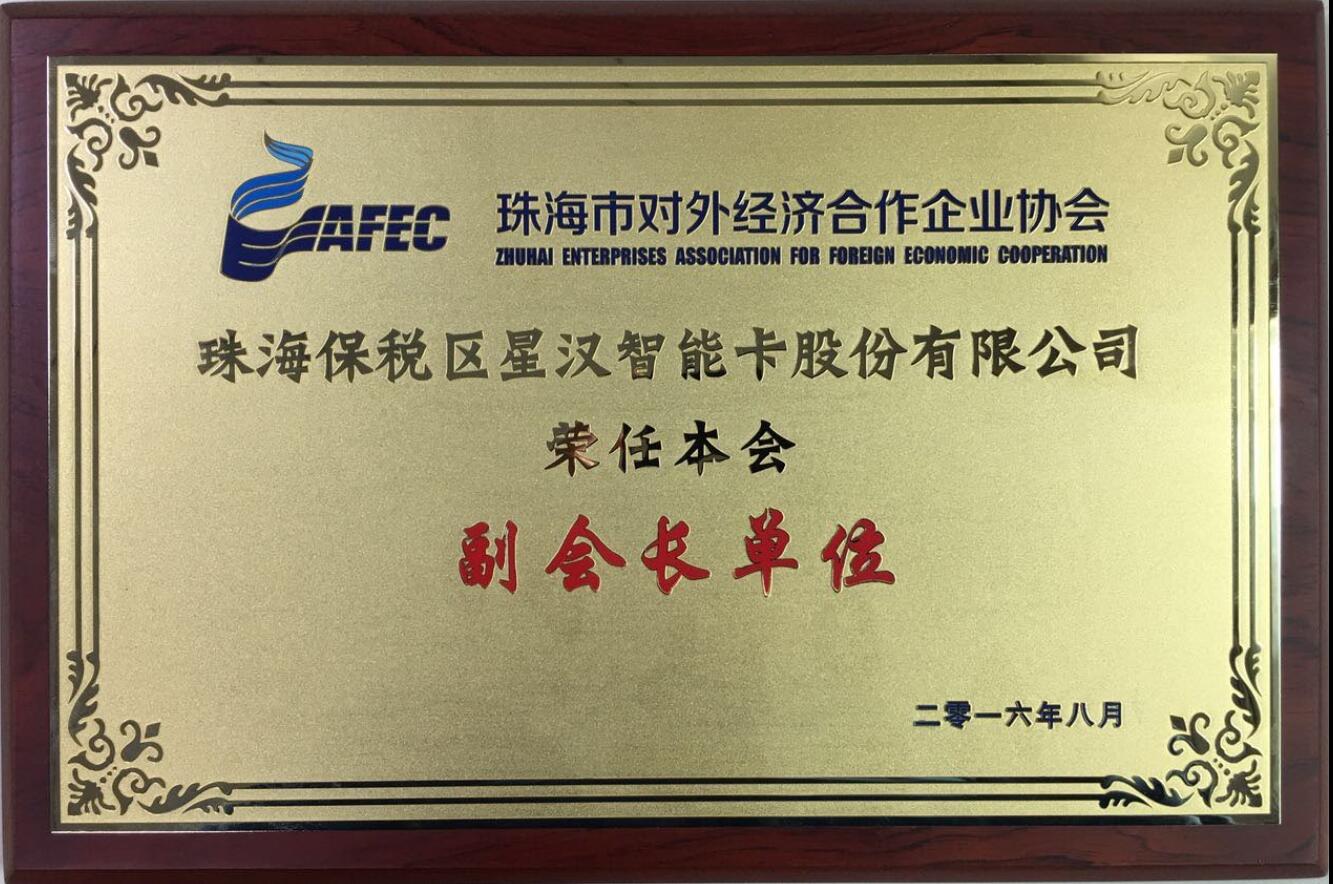 EAFEC
珠海市对外经济合作企业协会
ZHUHAI ENTERPRISES ASSOCIATION FOR FOREIGN ECONOMIC COOPERATION
珠海保税区星汉智能卡股份有限公司
荣任本会
副会长单位
二零一六年八月